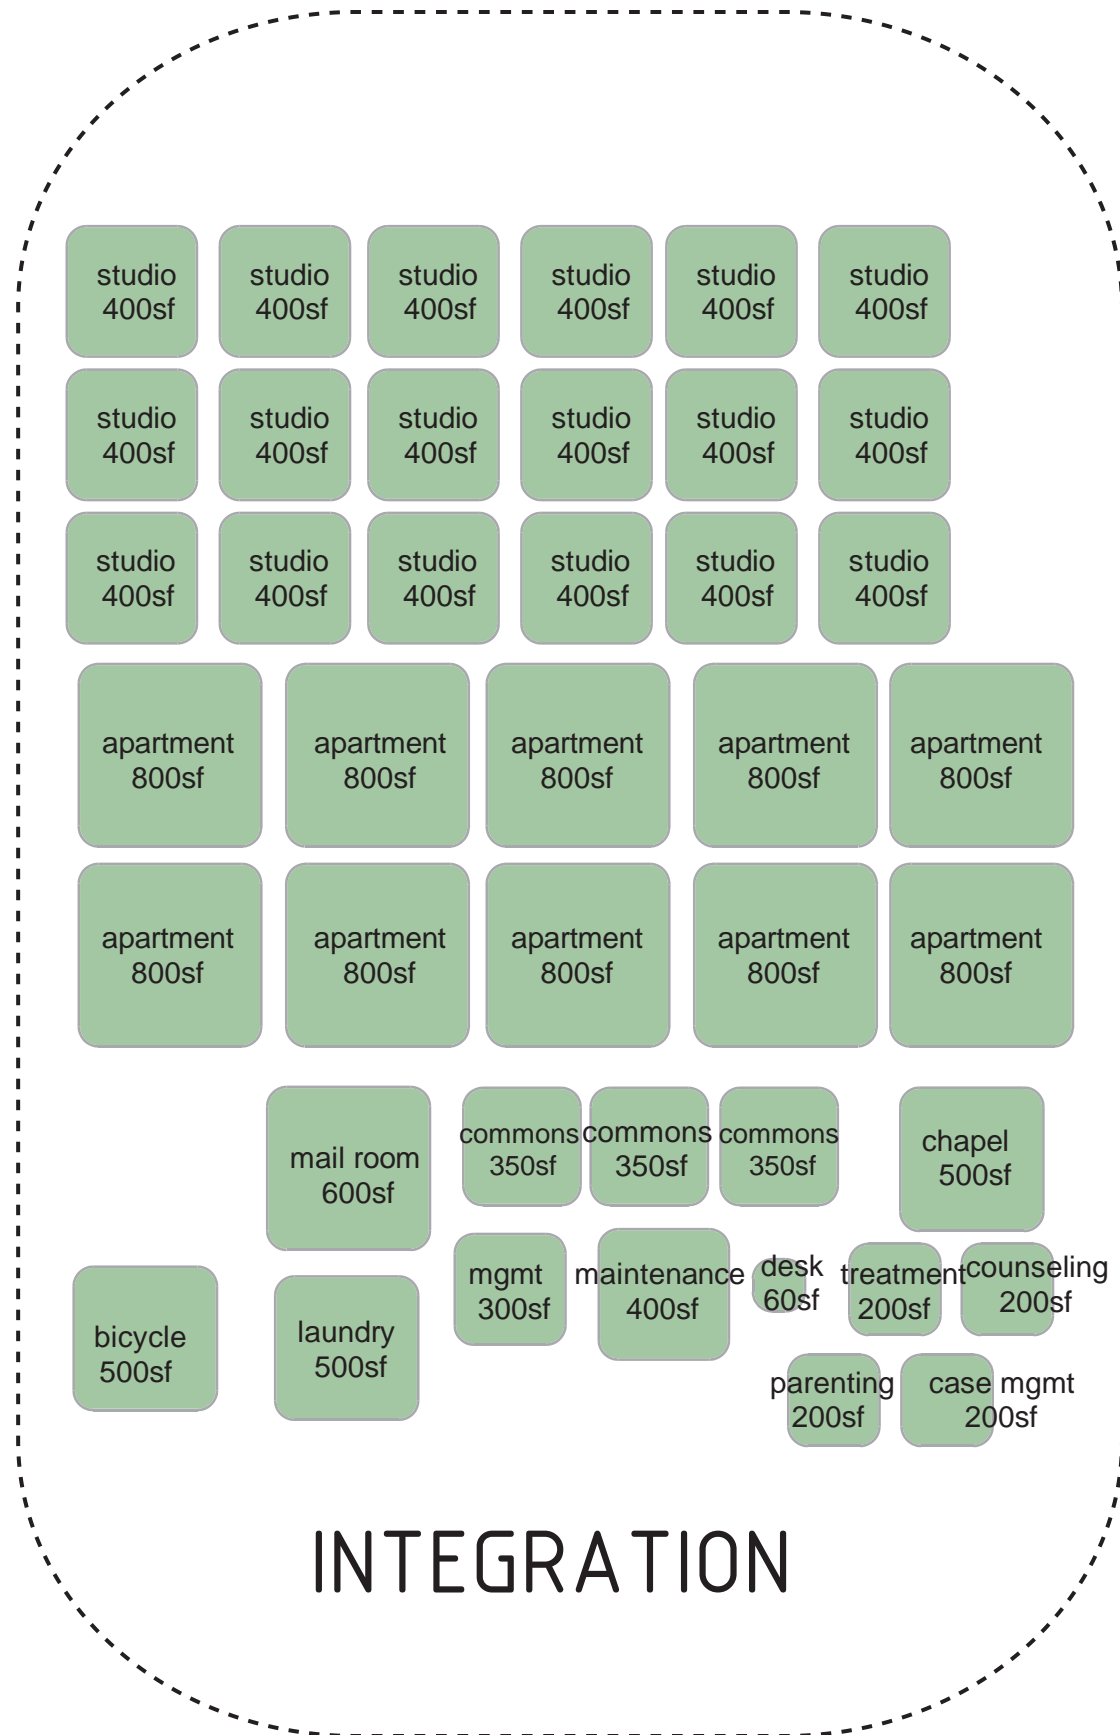 studio
400sf
studio
400sf
studio
400sf
studio
400sf
studio
400sf
studio
400sf
studio
400sf
studio
400sf
studio
400sf
studio
400sf
studio
400sf
studio
400sf
studio
400sf
studio
400sf
studio
400sf
studio
400sf
studio
400sf
studio
400sf
apartment
800sf
apartment
800sf
apartment
800sf
apartment
800sf
apartment
800sf
apartment
800sf
apartment
800sf
apartment
800sf
apartment
800sf
apartment
800sf
mail room
600sf
commons
350sf
commons
350sf
commons
350sf
chapel
500sf
bicycle
500sf
laundry
500sf
mgmt
300sf
maintenance
400sf
desk
60sf
treatment
200sf
counseling
200sf
parenting
200sf
case mgmt
200sf
INTEGRATION